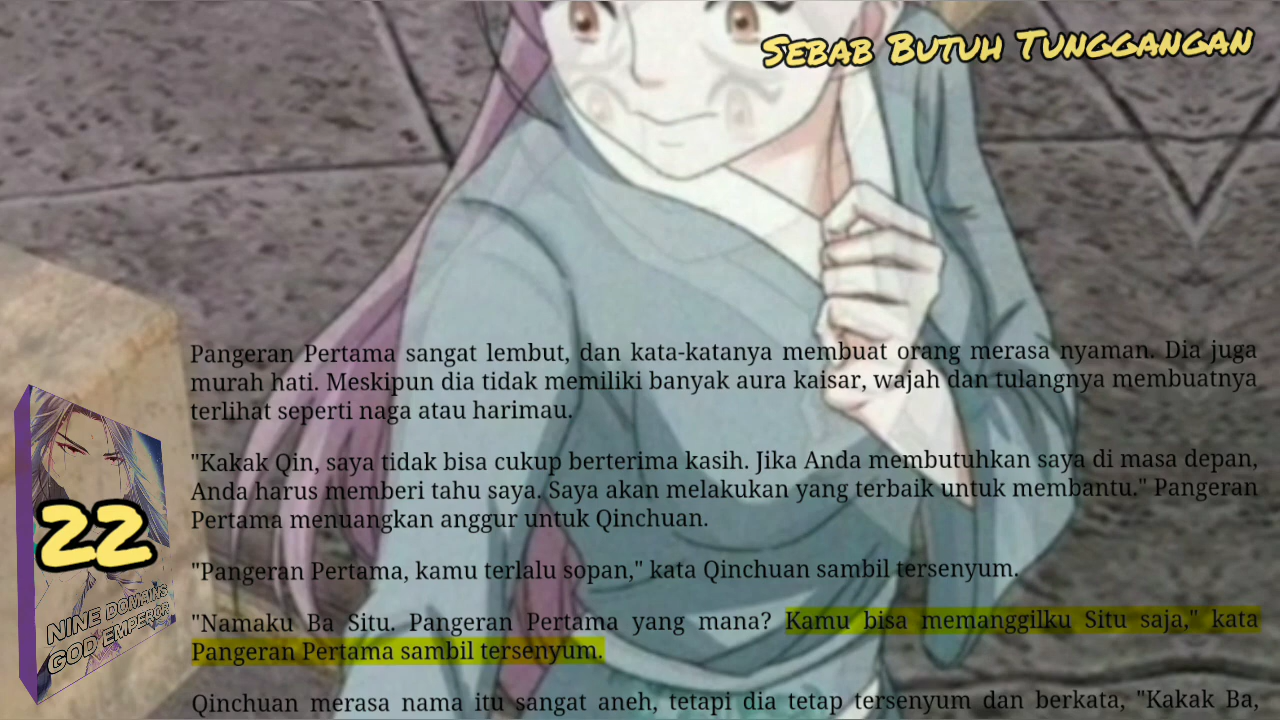 Sebab Butuh Tunggangan
Pangeran Pertama sangat lembut, dan kata-katanya membuat orang merasa nyaman. Dia juga
murah hati. Meskipun dia tidak memiliki banyak aura kaisar, wajah dan tulangnya membuatnya
terlihat seperti naga atau harimau.
"Kakak Qin, saya tidak bisa cukup berterima kasih. Jika Anda membutuhkan saya di masa depan,
Anda harus memberi tahu saya. Saya akan melakukan yang terbaik untuk membantu." Pangeran
Pertama menuangkan anggur untuk Qinchuan.
"Pangeran Pertama, kamu terlalu sopan," kata Qinchuan sambil tersenyum.
"Namaku Ba Situ. Pangeran Pertama yang mana? Kamu bisa memanggilku Situ saja," kata
Pangeran Pertama sambil tersenyum.
Qinchuan merasa nama itu sangat aneh, tetapi dia tetap tersenyum dan berkata, "Kakak Ba,
22
NINE DOMAINS
GOD EMPEROR